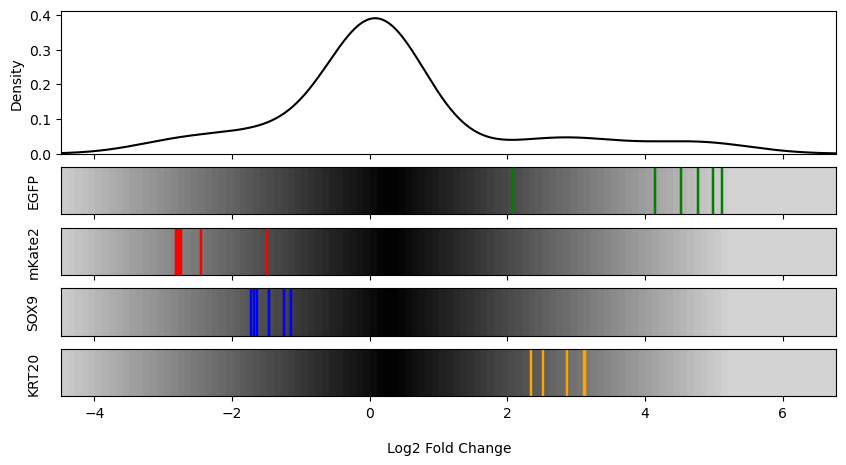 0.4
0.3
0.2
0.1
0.0
Density
EGFP
mKate2
SOX9
KRT20
−4 −2 0 2 4 6
Log2 Fold Change